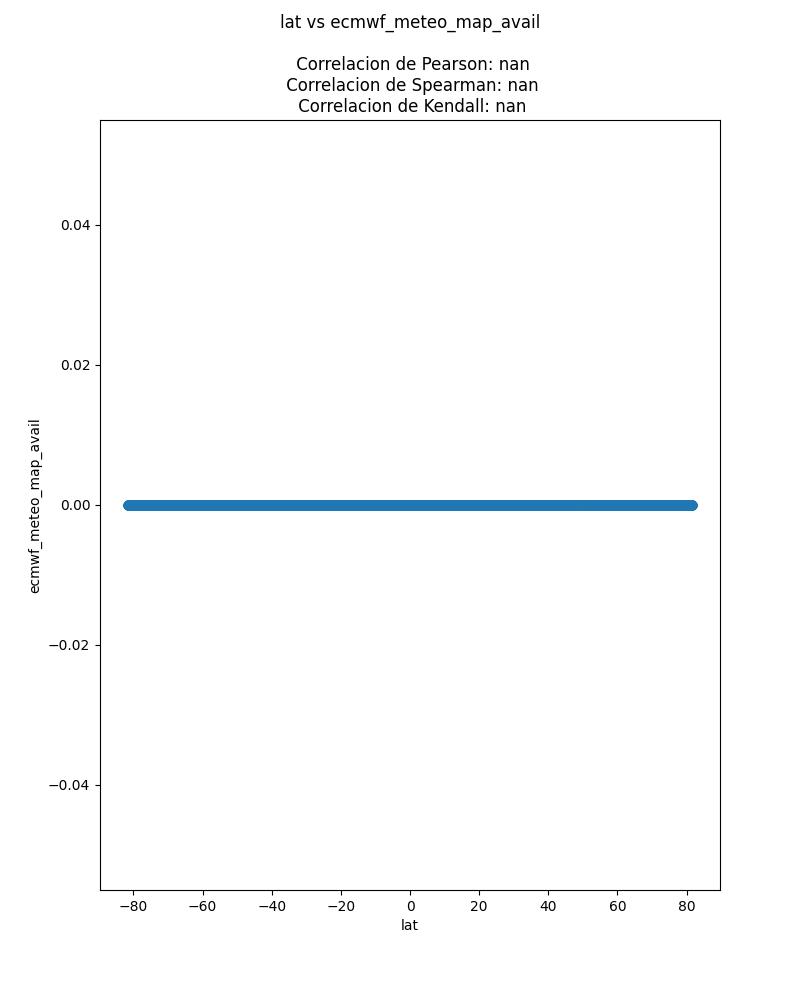 lat vs ecmwf_meteo_map_avail
Correlacion de Pearson: nan
Correlacion de Spearman: nan
Correlacion de Kendall: nan
0.04
0.02
0.00
−0.02
−0.04
ecmwf_meteo_map_avail
−80 −60 −40 −20 0 20 40 60 80
lat